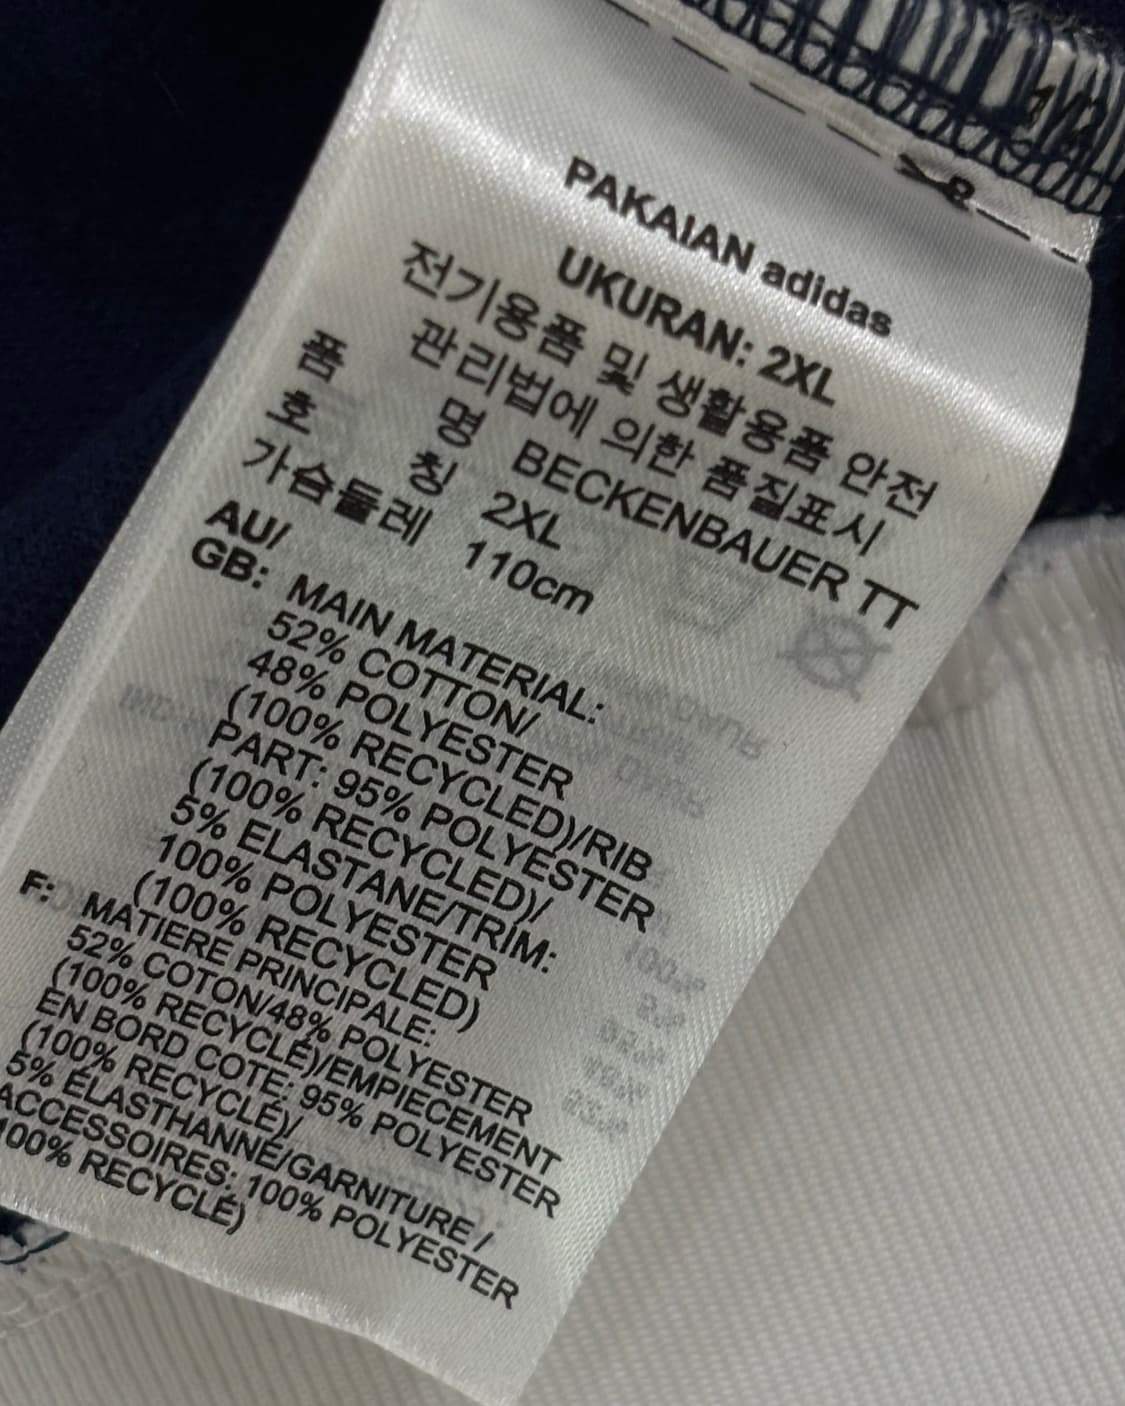 PAKAIAN adidas
UKURAN: 2XL
전기용품 및 생활용품 안전
관리법에 의한 품질표시
품 명 BECKENBAUER TT
호 칭 2XL
가슴둘레 110cm
AU/
GB: MAIN MATERIAL:
52% COTTON/
48% POLYESTER
(100% RECYCLED)/RIB
PART: 95% POLYESTER
(100% RECYCLED)/
5% ELASTANE/TRIM:
100% POLYESTER
(100% RECYCLED)
F: MATIERE PRINCIPALE:
52% COTON/48% POLYESTER
(100% RECYCLÉ)/EMPIECEMENT
EN BORD COTE: 95% POLYESTER
(100% RECYCLÉ)/
5% ÉLASTHANNE/GARNITURE /
ACCESSOIRES: 100% POLYESTER
100% RECYCLÉ)